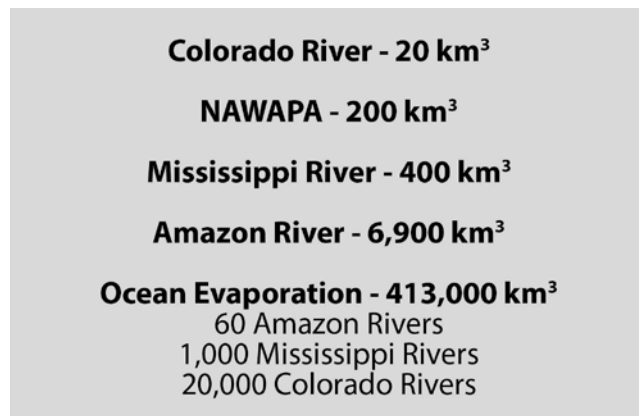 Colorado River - 20 km³
NAWAPA - 200 km³
Mississippi River - 400 km³
Amazon River - 6,900 km³
Ocean Evaporation - 413,000 km³
60 Amazon Rivers
1,000 Mississippi Rivers
20,000 Colorado Rivers